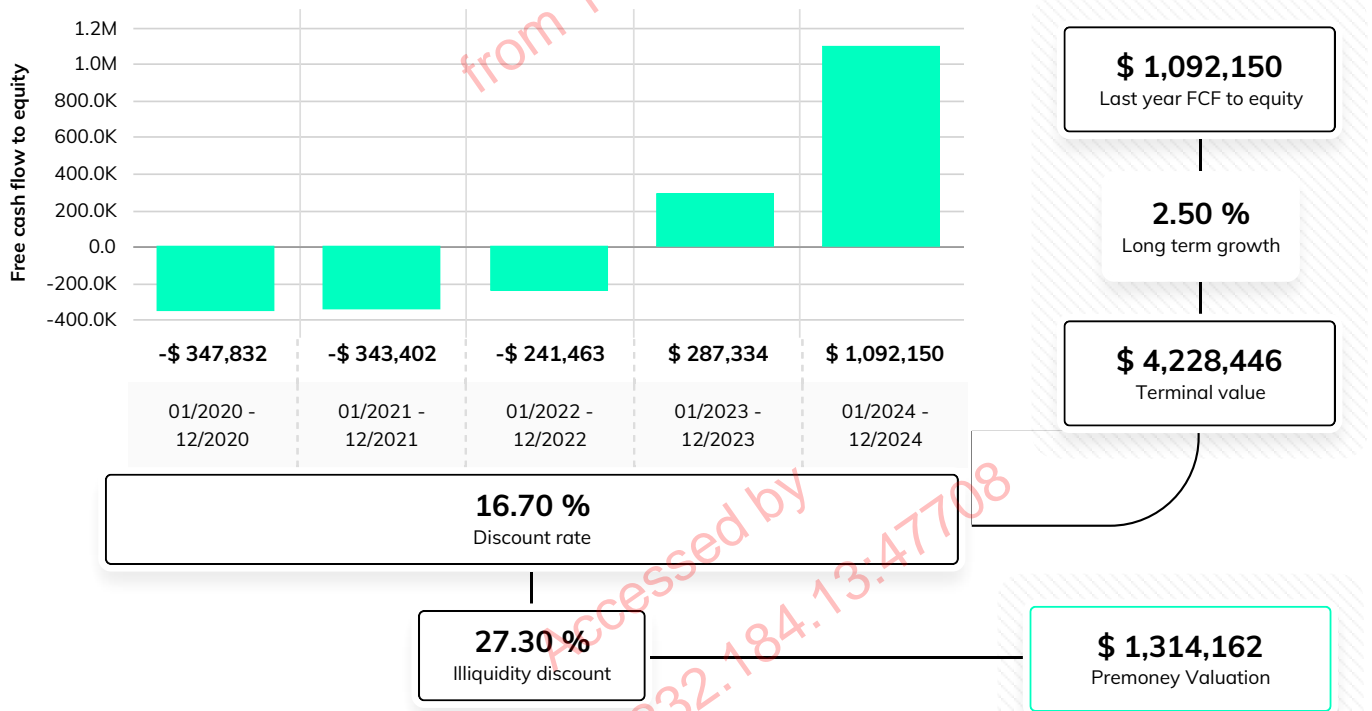 Free cash flow to equity
1.2M
1.0M
800.0K
600.0K
400.0K
200.0K
0.0
-200.0K
-400.0K
-$ 347,832
-$ 343,402
-$ 241,463
$ 287,334
$ 1,092,150
01/2020 -
12/2020
01/2021 -
12/2021
01/2022 -
12/2022
01/2023 -
12/2023
01/2024 -
12/2024
$ 1,092,150
Last year FCF to equity
2.50 %
Long term growth
$ 4,228,446
Terminal value
16.70 %
Discount rate
27.30 %
Illiquidity discount
$ 1,314,162
Premoney Valuation
from
Accessed by
232.184.13:47708